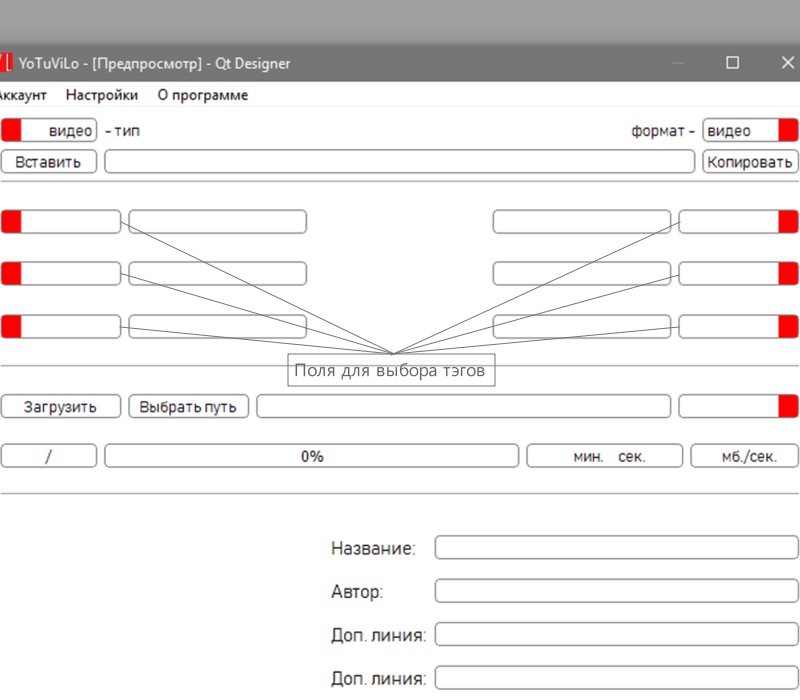 YoTuViLo - [Предпросмотр] - Qt Designer
Аккаунт Настройки О программе
видео - тип формат - видео
Вставить Копировать
Поля для выбора тэгов
Загрузить Выбрать путь
/ 0% мин. сек. мб./сек.
Название:
Автор:
Доп. линия:
Доп. линия: